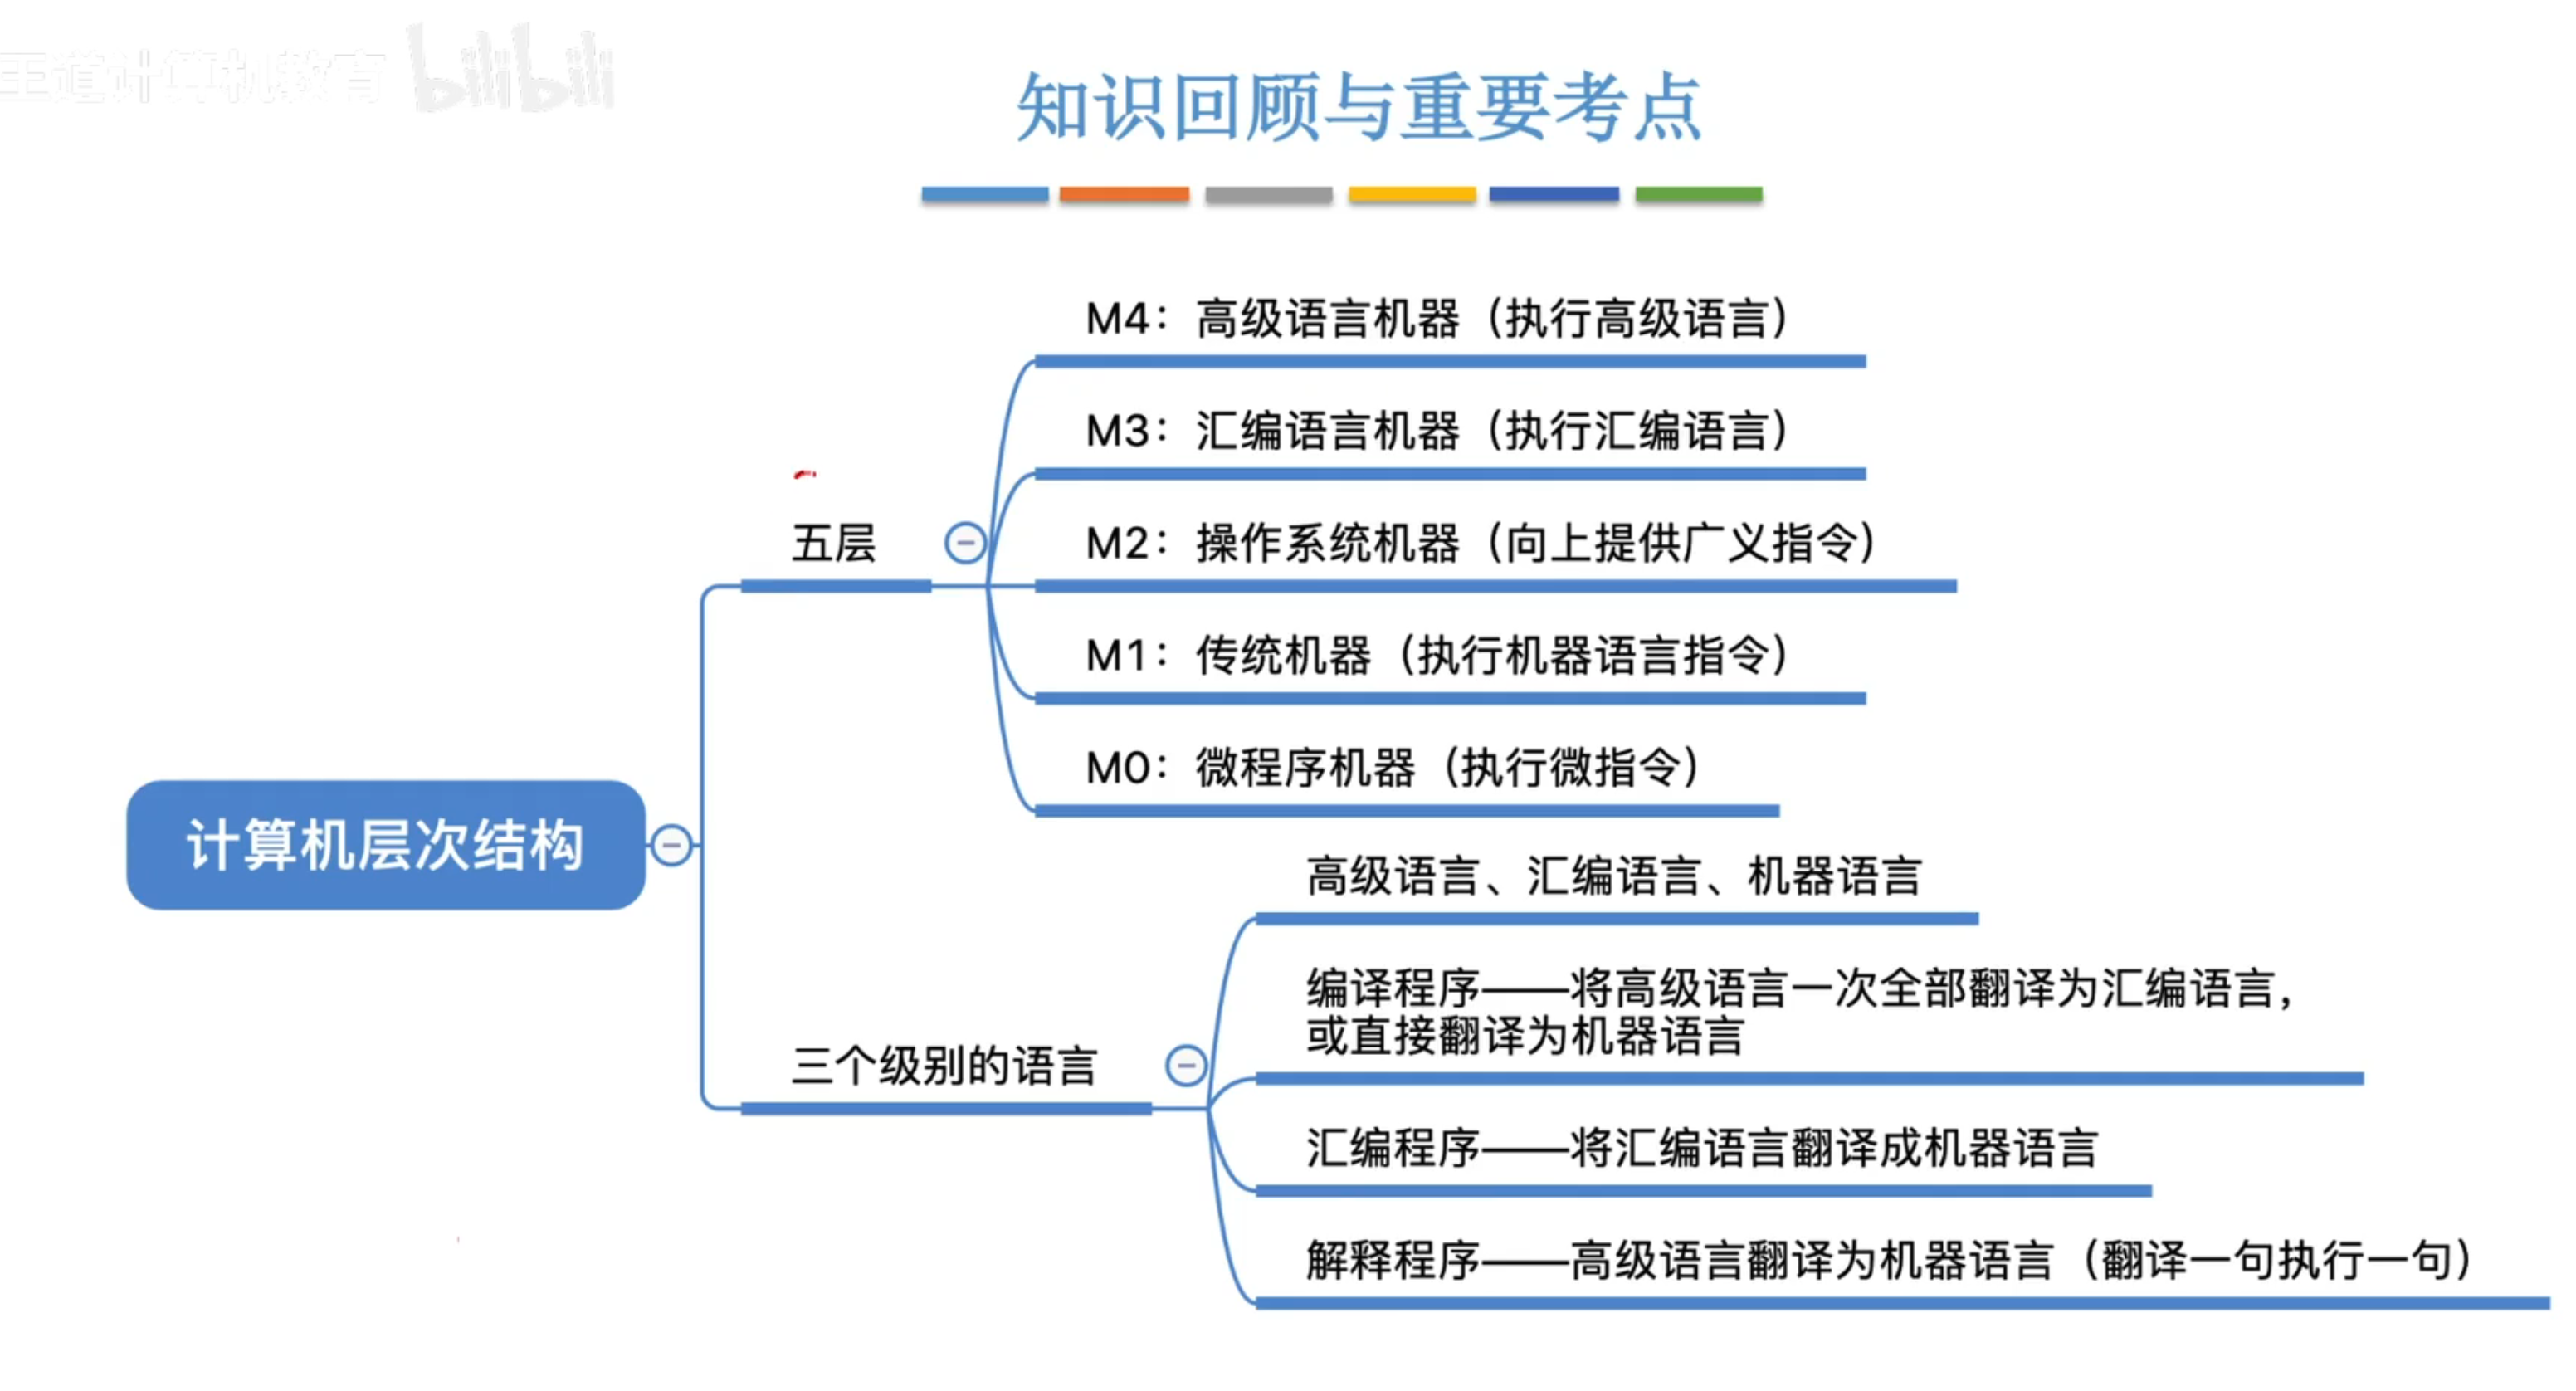 王道计算机教育 bilibili
知识回顾与重要考点
M4：高级语言机器（执行高级语言）
M3：汇编语言机器（执行汇编语言）
五层
M2：操作系统机器（向上提供广义指令）
M1：传统机器（执行机器语言指令）
M0：微程序机器（执行微指令）
计算机层次结构
高级语言、汇编语言、机器语言
编译程序——将高级语言一次全部翻译为汇编语言，
或直接翻译为机器语言
三个级别的语言
汇编程序——将汇编语言翻译成机器语言
解释程序——高级语言翻译为机器语言（翻译一句执行一句）